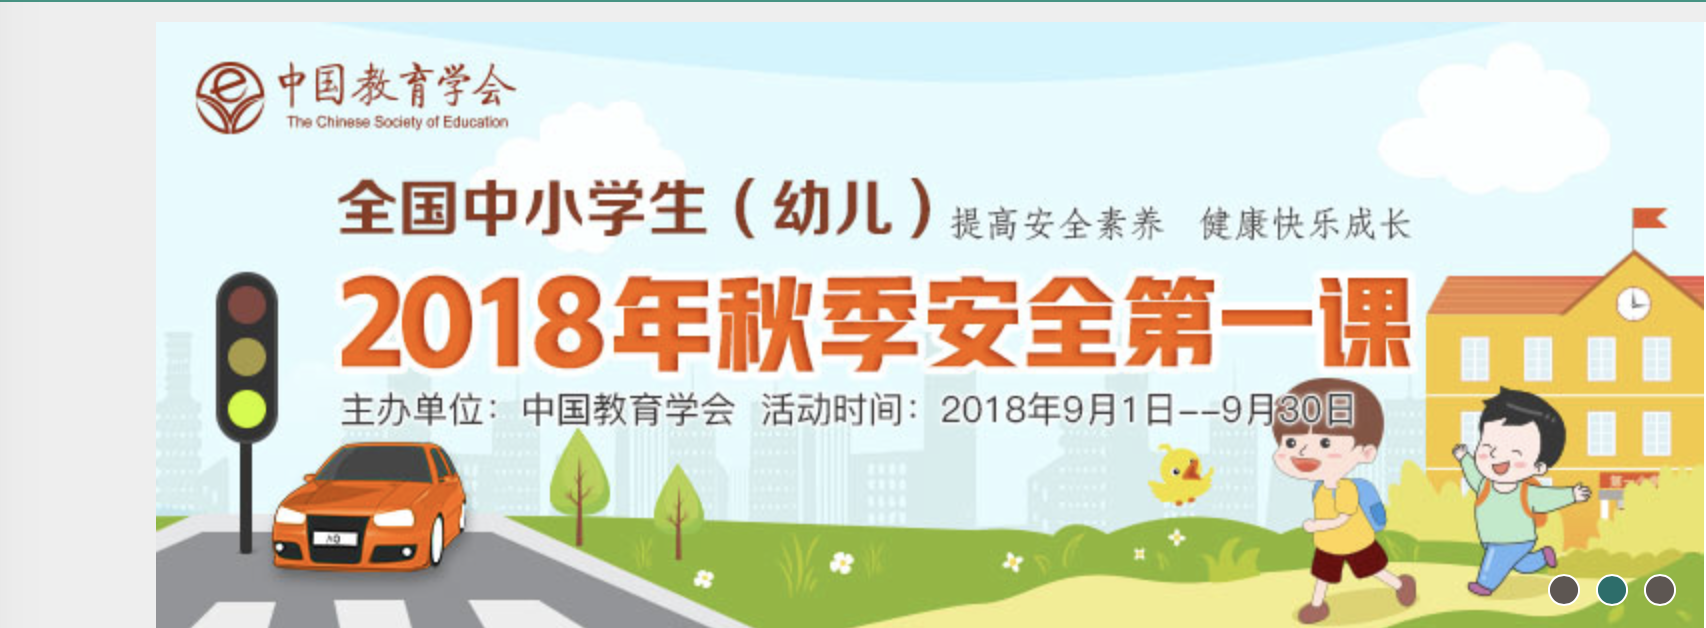 中国教育学会
The Chinese Society of Education
全国中小学生（幼儿）提高安全素养 健康快乐成长
2018年秋季安全第一课
主办单位：中国教育学会 活动时间：2018年9月1日--9月30日